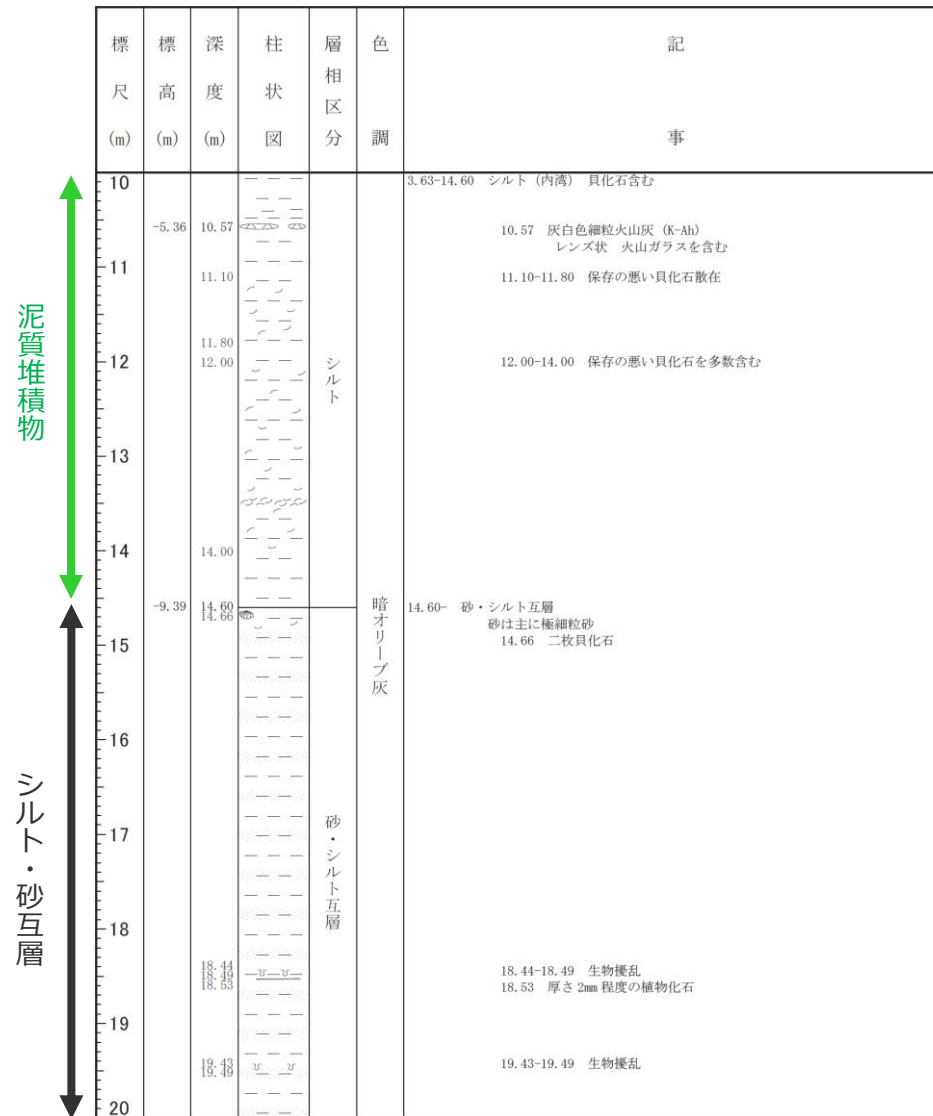 標尺(m)
標高(m)
深度(m)
柱状図
層相区分
色調
記事
泥質堆積物
シルト・砂互層
10
11
12
13
14
15
16
17
18
19
20
-5.36
-9.39
10.57
11.10
11.80
12.00
14.00
14.60
14.66
18.44
18.49
18.53
19.43
19.49
シルト
砂・シルト互層
暗オリーブ灰
3.63-14.60 シルト (内湾) 貝化石含む
10.57 灰白色細粒火山灰 (K-Ah)
レンズ状 火山ガラスを含む
11.10-11.80 保存の悪い貝化石散在
12.00-14.00 保存の悪い貝化石を多数含む
14.60- 砂・シルト互層
砂は主に極細粒砂
14.66 二枚貝化石
18.44-18.49 生物擾乱
18.53 厚さ2mm程度の植物化石
19.43-19.49 生物擾乱